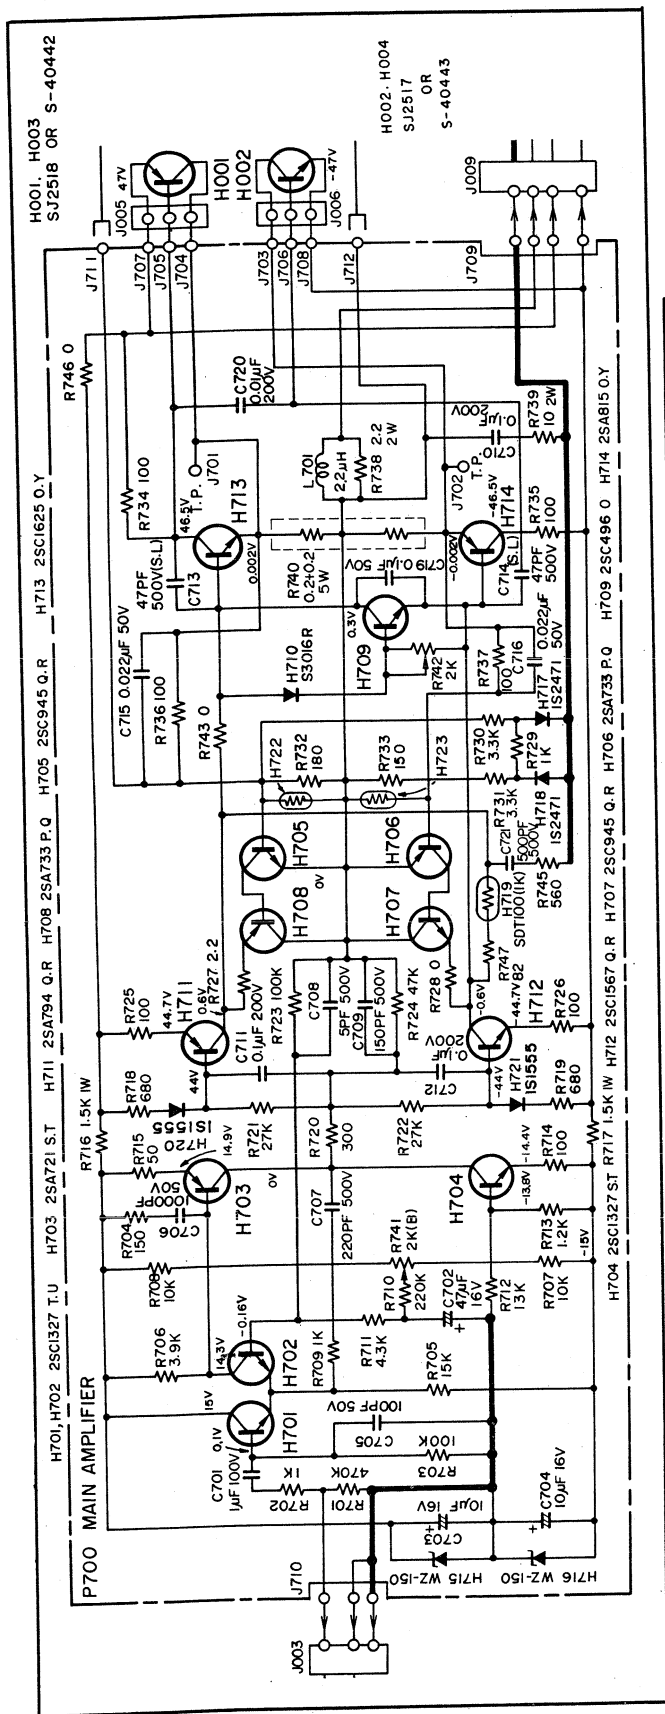 P700 MAIN AMPLIFIER
H701, H702 2SC1327 T.U
H703 2SA721 S.T
H711 2SA794 Q.R
H708 2SA733 P.Q
H705 2SC945 Q.R
H713 2SC1625 O.Y
H001. H003
SJ2518 OR S-40442
H002. H004
SJ2517
OR
S-40443
J711
J707
J705
J704
J703
J706
J708
J712
J709
J005
47V
H001
H002
J006
-47V
J009
R746 0
R734 100
46.5V
T.P.
J701
C720
0.01μF
200V
47PF
500V(S.L)
C713
H713
0.002V
L701
2.2μH
R738
2.2
2W
C710
0.1μF
200V
R739
10 2W
J702
T.P.
-46.5V
H714
-0.002V
R735
100
47PF
500V
C714
(S.L)
R740
0.2+0.2
5W
C719 0.1μF 50V
0.3V
H709
R742
2K
H710
S3016R
C715 0.022μF 50V
R736 100
R743 0
R737
100
C716
0.022μF
50V
H717
1S2471
R730
3.3K
R729
1K
R731
3.3K
H718
1S2471
H722
R732
180
R733
150
H723
H705
0V
H706
H708
H707
C721
500PF
500V
R745
560
H719
SDT100(1K)
R747
82
R727 2.2
R728 0
R723 100K
C708
5PF 500V
C709
150PF 500V
R724 47K
R725
100
H711
44.7V
0.6V
44V
C711
0.1μF 200V
C712
0.1μF
200V
-0.6V
-44.7V
H712
R726
100
-44V
H721
1S1555
R719
680
R716 1.5K 1W
R718
680
1S1555
H720
R721
27K
R720
300
R722
27K
R717 1.5K 1W
R715
50
14.9V
R704
150
1000PF
50V
C706
H703
0V
C707
220PF 500V
H704
-14.4V
-13.8V
R714
100
R713
1.2K
-15V
R708
10K
R741
2K(B)
R710
220K
C702
47μF
16V
R712
13K
R707
10K
R706
3.9K
14.3V
-0.16V
H702
R709 1K
R711
4.3K
R705
15K
15V
0.1V
H701
C701
1μF 100V
C705
100PF 50V
R703
100K
R702
1K
R701
470K
C703
10μF 16V
C704
10μF 16V
H715 WZ-150
H716 WZ-150
J710
J003
H704 2SC1327 S.T
H712 2SC1567 Q.R
H707 2SC945 Q.R
H706 2SA733 P.Q
H709 2SC496 O
H714 2SA815 O.Y